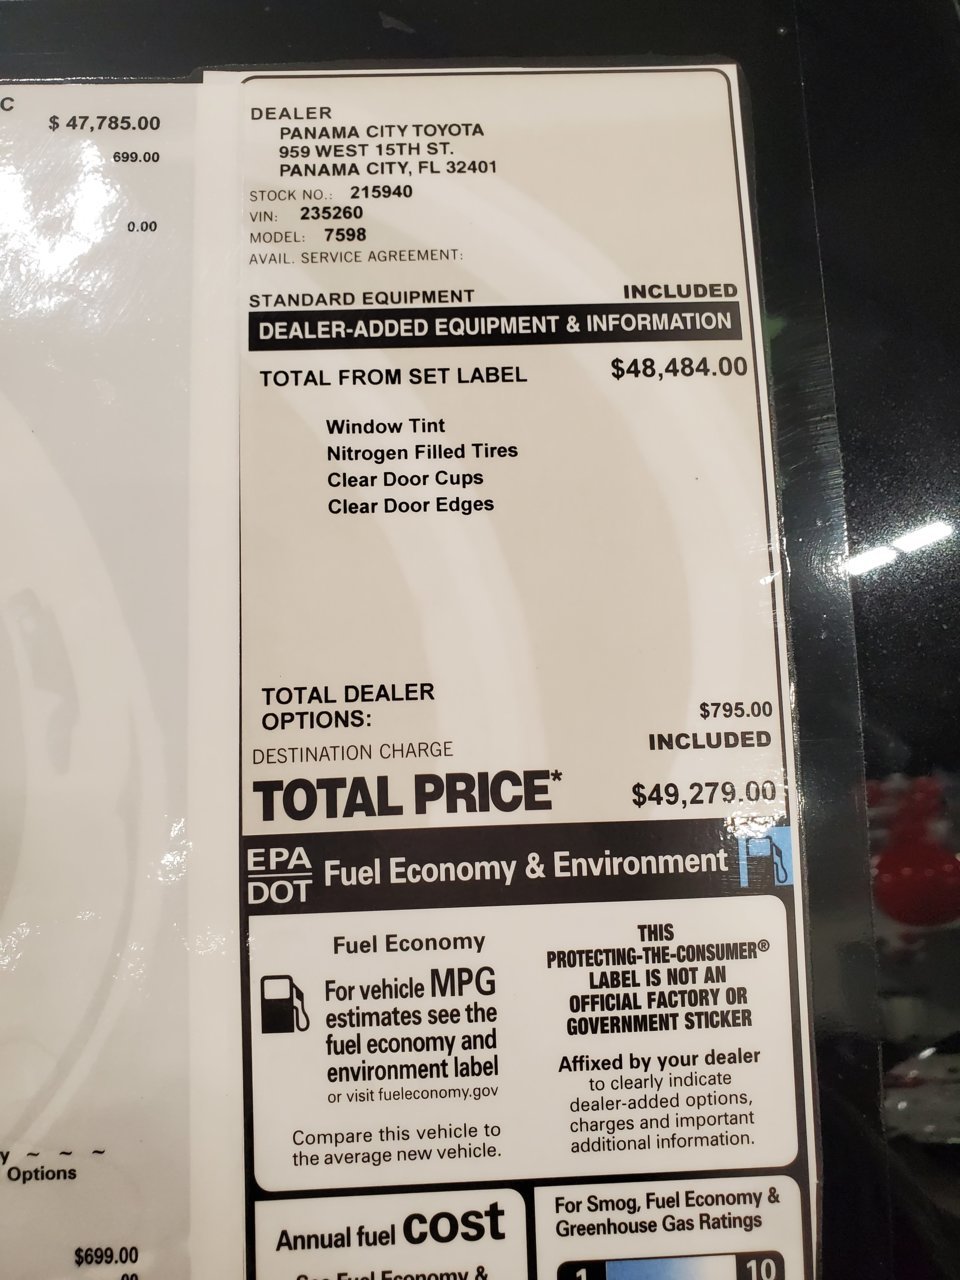 C
$ 47,785.00
699.00
0.00
DEALER
PANAMA CITY TOYOTA
959 WEST 15TH ST.
PANAMA CITY, FL 32401
STOCK NO.: 215940
VIN: 235260
MODEL: 7598
AVAIL. SERVICE AGREEMENT:
STANDARD EQUIPMENT INCLUDED
DEALER-ADDED EQUIPMENT & INFORMATION
TOTAL FROM SET LABEL $48,484.00
Window Tint
Nitrogen Filled Tires
Clear Door Cups
Clear Door Edges
TOTAL DEALER
OPTIONS: $795.00
DESTINATION CHARGE INCLUDED
TOTAL PRICE* $49,279.00
EPA
DOT
Fuel Economy & Environment
Fuel Economy
For vehicle MPG
estimates see the
fuel economy and
environment label
or visit fueleconomy.gov
Compare this vehicle to
the average new vehicle.
THIS
PROTECTING-THE-CONSUMER®
LABEL IS NOT AN
OFFICIAL FACTORY OR
GOVERNMENT STICKER
Affixed by your dealer
to clearly indicate
dealer-added options,
charges and important
additional information.
y ~ ~ ~
Options
$699.00
Annual fuel cost
Fuel Economy &
For Smog, Fuel Economy &
Greenhouse Gas Ratings
1 10